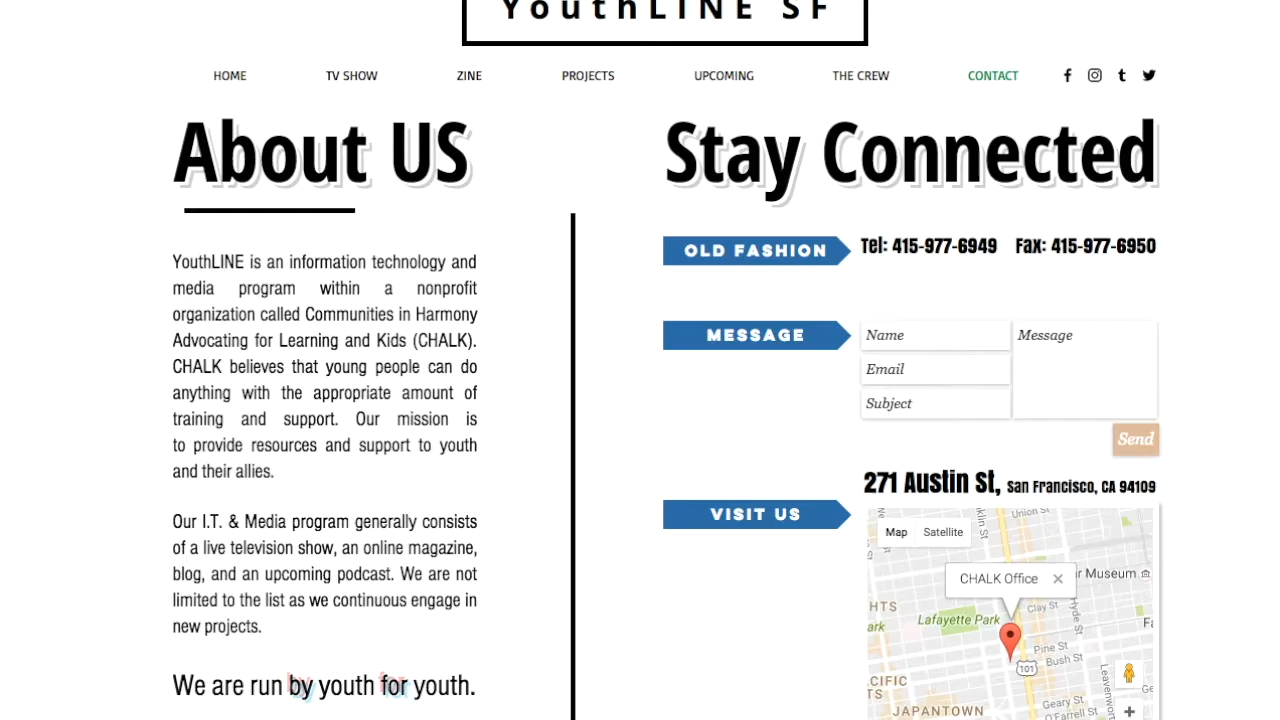 YouthLINE SF
HOME TV SHOW ZINE PROJECTS UPCOMING THE CREW CONTACT
About US
YouthLINE is an information technology and
media program within a nonprofit
organization called Communities in Harmony
Advocating for Learning and Kids (CHALK).
CHALK believes that young people can do
anything with the appropriate amount of
training and support. Our mission is
to provide resources and support to youth
and their allies.
Our I.T. & Media program generally consists
of a live television show, an online magazine,
blog, and an upcoming podcast. We are not
limited to the list as we continuous engage in
new projects.
We are run by youth for youth.
Stay Connected
OLD FASHION
Tel: 415-977-6949 Fax: 415-977-6950
MESSAGE
Name
Email
Subject
Message
Send
271 Austin St, San Francisco, CA 94109
VISIT US
Map Satellite
Union St
CHALK Office
Museum
Clay St
Hyde St
Lafayette Park
Pine St
Bush St
101
JAPANTOWN
Geary St
O'Farrell St